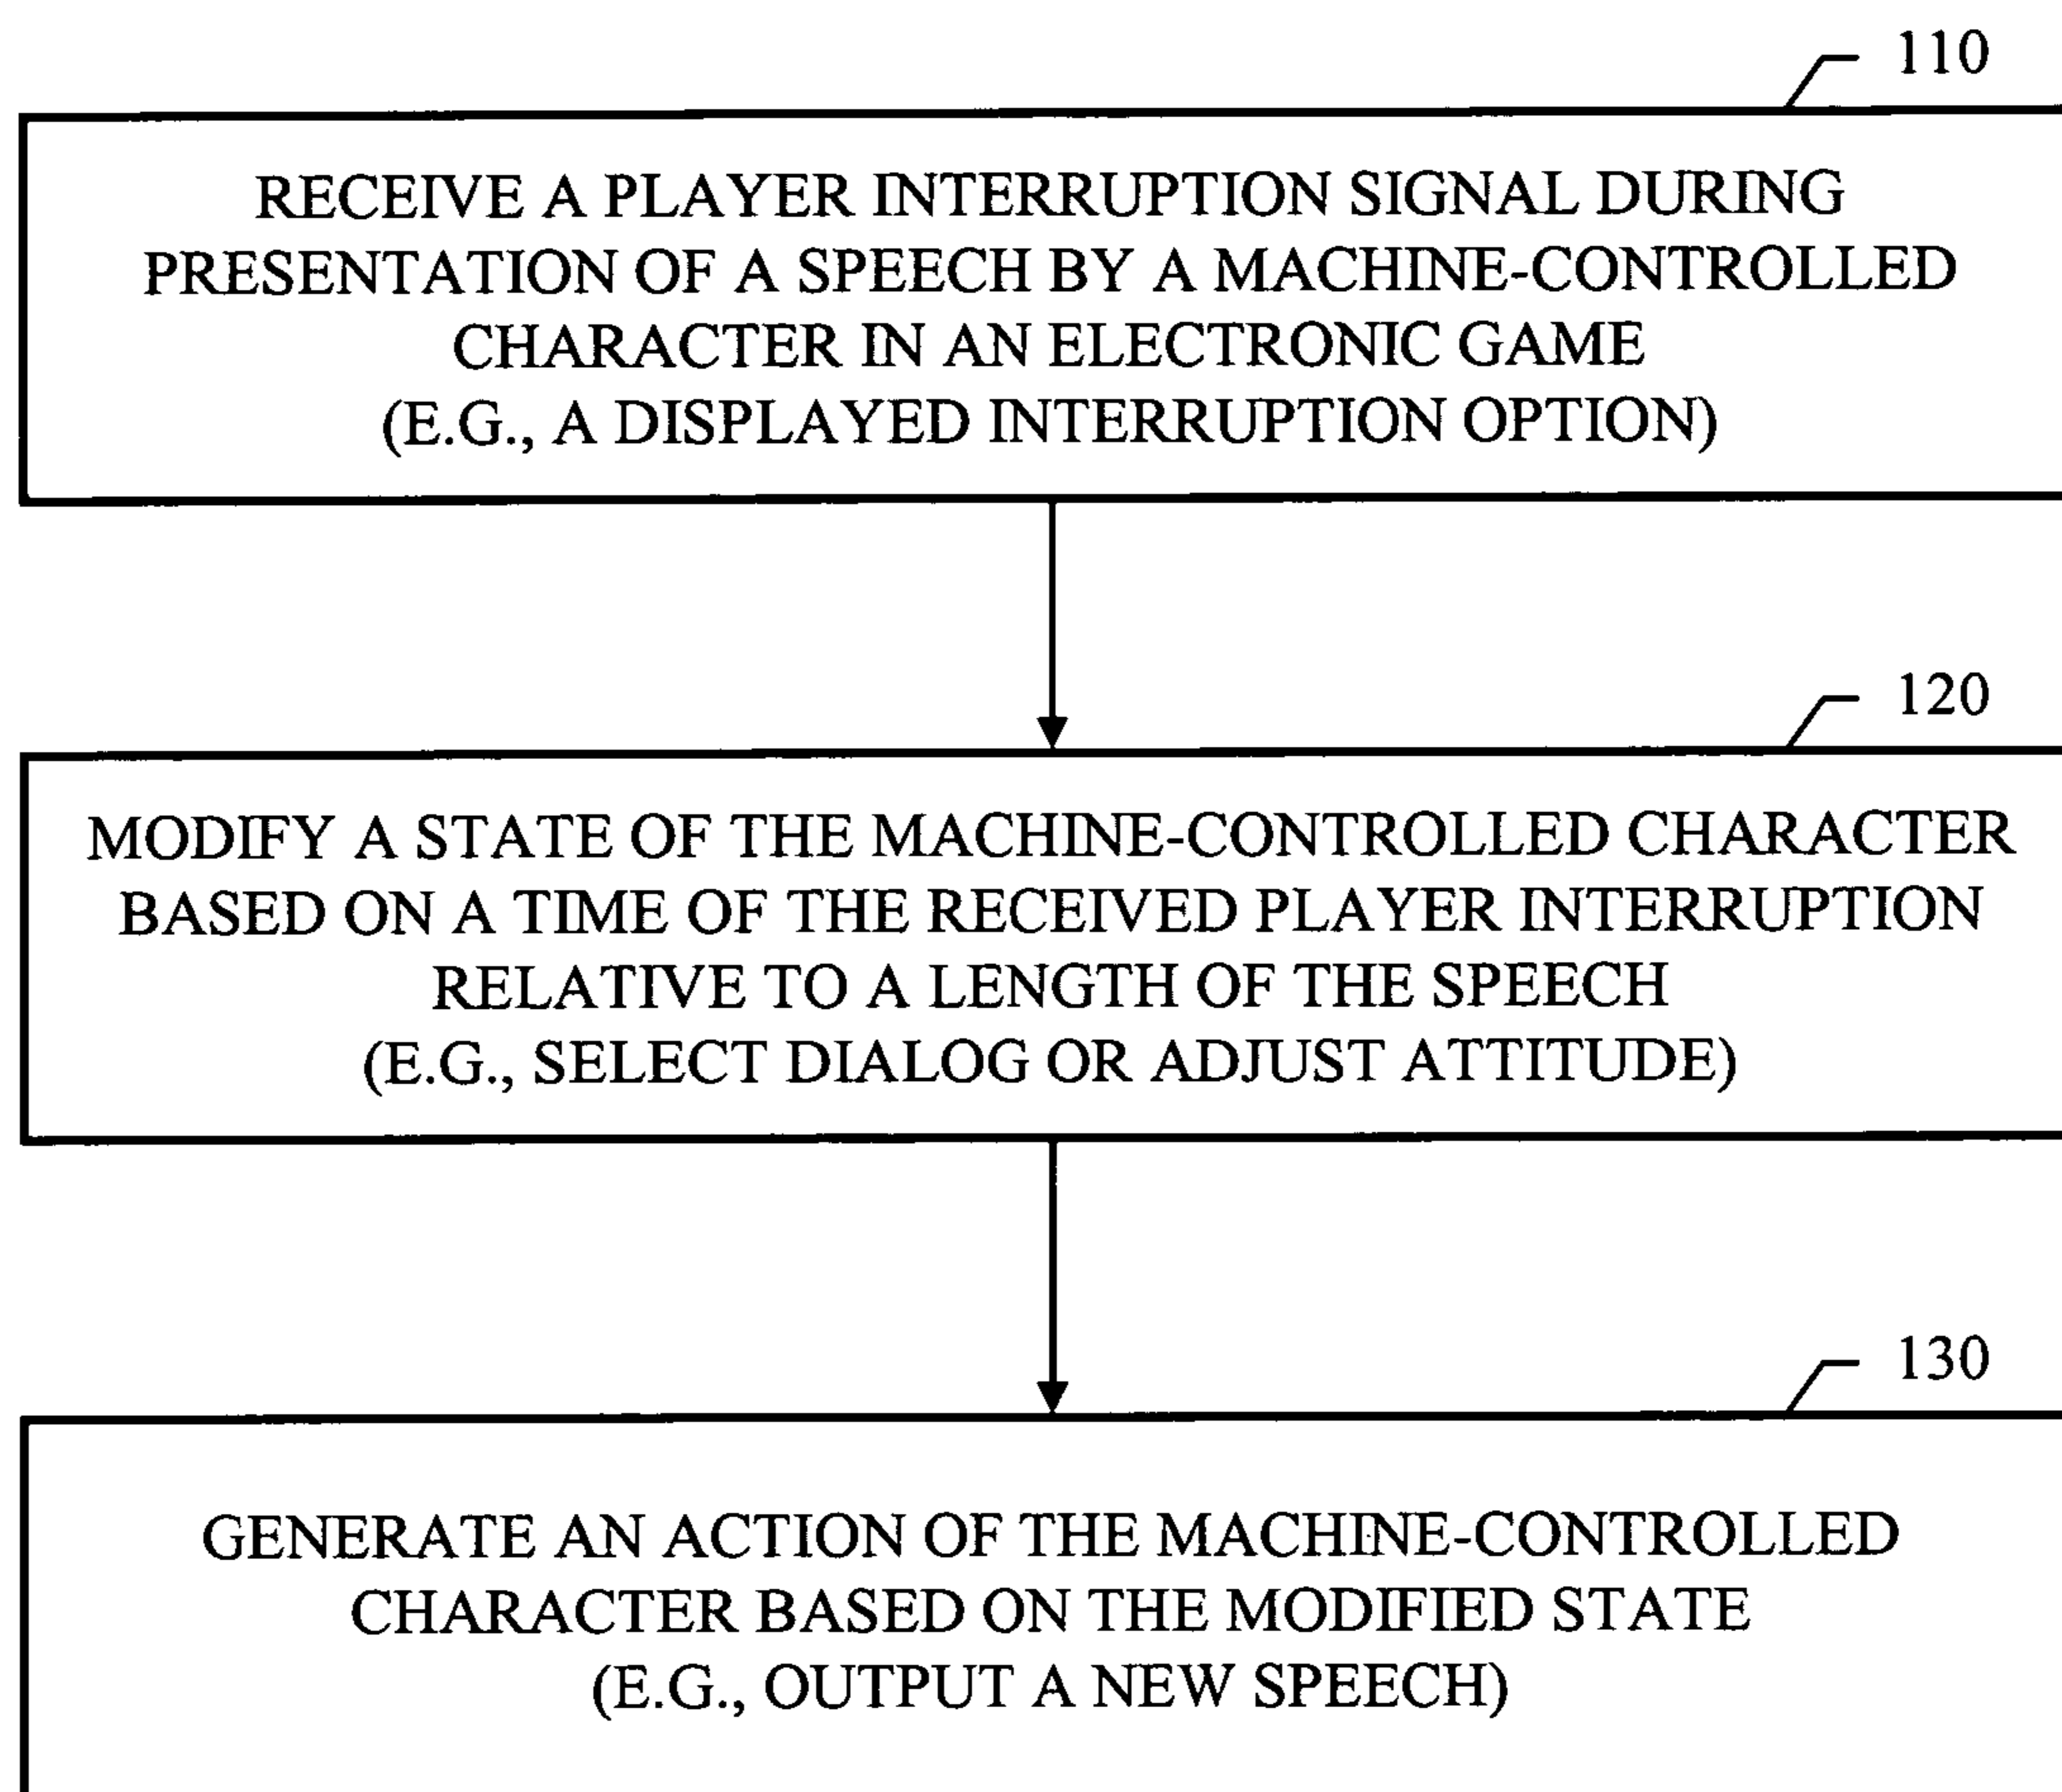 110
RECEIVE A PLAYER INTERRUPTION SIGNAL DURING
PRESENTATION OF A SPEECH BY A MACHINE-CONTROLLED
CHARACTER IN AN ELECTRONIC GAME
(E.G., A DISPLAYED INTERRUPTION OPTION)
120
MODIFY A STATE OF THE MACHINE-CONTROLLED CHARACTER
BASED ON A TIME OF THE RECEIVED PLAYER INTERRUPTION
RELATIVE TO A LENGTH OF THE SPEECH
(E.G., SELECT DIALOG OR ADJUST ATTITUDE)
130
GENERATE AN ACTION OF THE MACHINE-CONTROLLED
CHARACTER BASED ON THE MODIFIED STATE
(E.G., OUTPUT A NEW SPEECH)